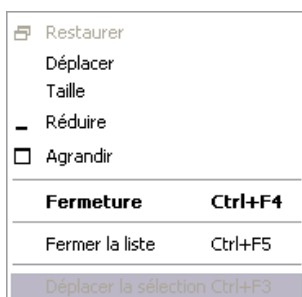 Restaurer
Déplacer
Taille
Réduire
Agrandir
Fermeture Ctrl+F4
Fermer la liste Ctrl+F5
Déplacer la sélection Ctrl+F3